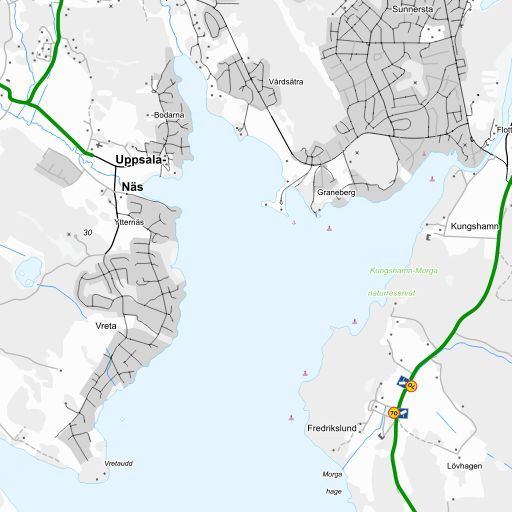 Sunnersta
Vårdsätra
Bodarna
Flott
Uppsala-
Näs
Graneberg
Ytternäs
Kungshamn
30
Kungshamn-Morga
naturreservat
Vreta
70
70
Fredrikslund
Vretaudd
Lövhagen
Morga
hage